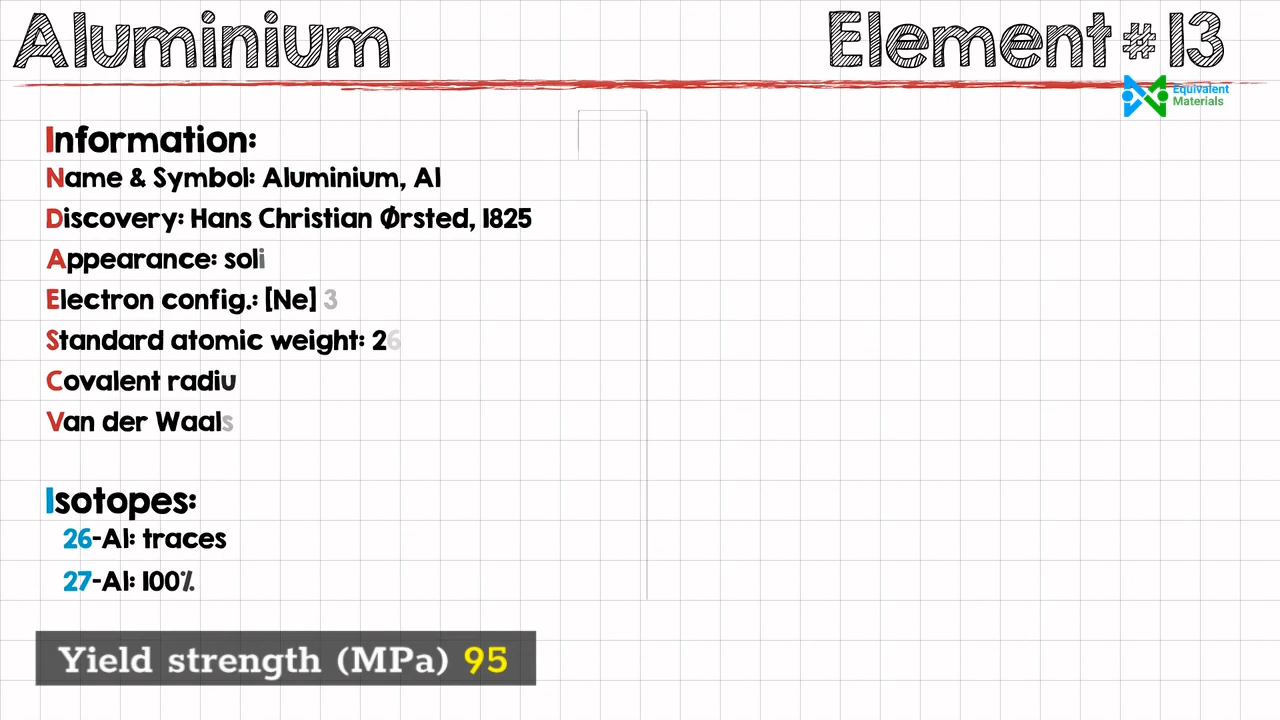 Aluminium
Element #13
Equivalent
Materials
Information:
Name & Symbol: Aluminium, Al
Discovery: Hans Christian Ørsted, 1825
Appearance: soli
Electron config.: [Ne] 3
Standard atomic weight: 26
Covalent radiu
Van der Waals
Isotopes:
26-Al: traces
27-Al: 100%
Yield strength (MPa) 95